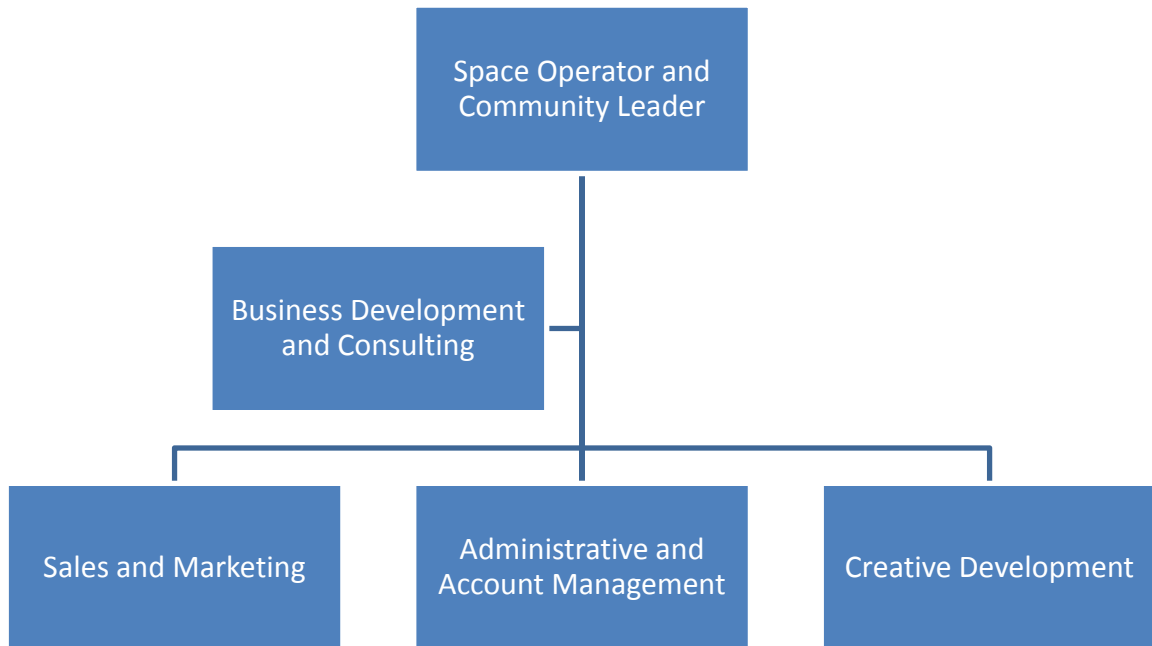 Space Operator and
Community Leader
Business Development
and Consulting
Sales and Marketing
Administrative and
Account Management
Creative Development